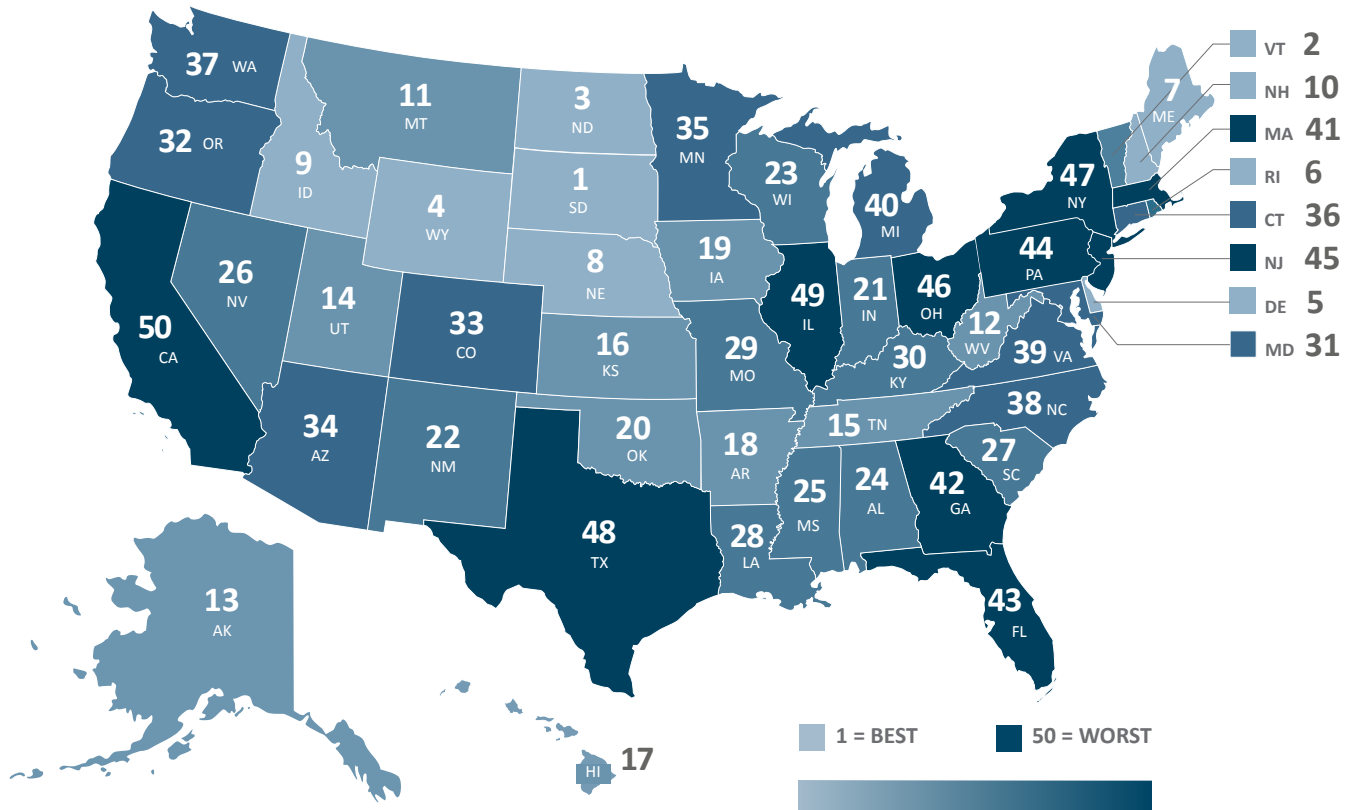 37 WA
32 OR
50
CA
26
NV
9
ID
11
MT
4
WY
14
UT
34
AZ
33
CO
22
NM
3
ND
1
SD
8
NE
16
KS
20
OK
48
TX
35
MN
19
IA
29
MO
18
AR
28
LA
23
WI
49
IL
40
MI
21
IN
46
OH
30
KY
15 TN
25
MS
24
AL
42
GA
43
FL
27
SC
38 NC
39 VA
12
WV
44
PA
47
NY
7
ME
VT 2
NH 10
MA 41
RI 6
CT 36
NJ 45
DE 5
MD 31
13
AK
HI 17
1 = BEST
50 = WORST